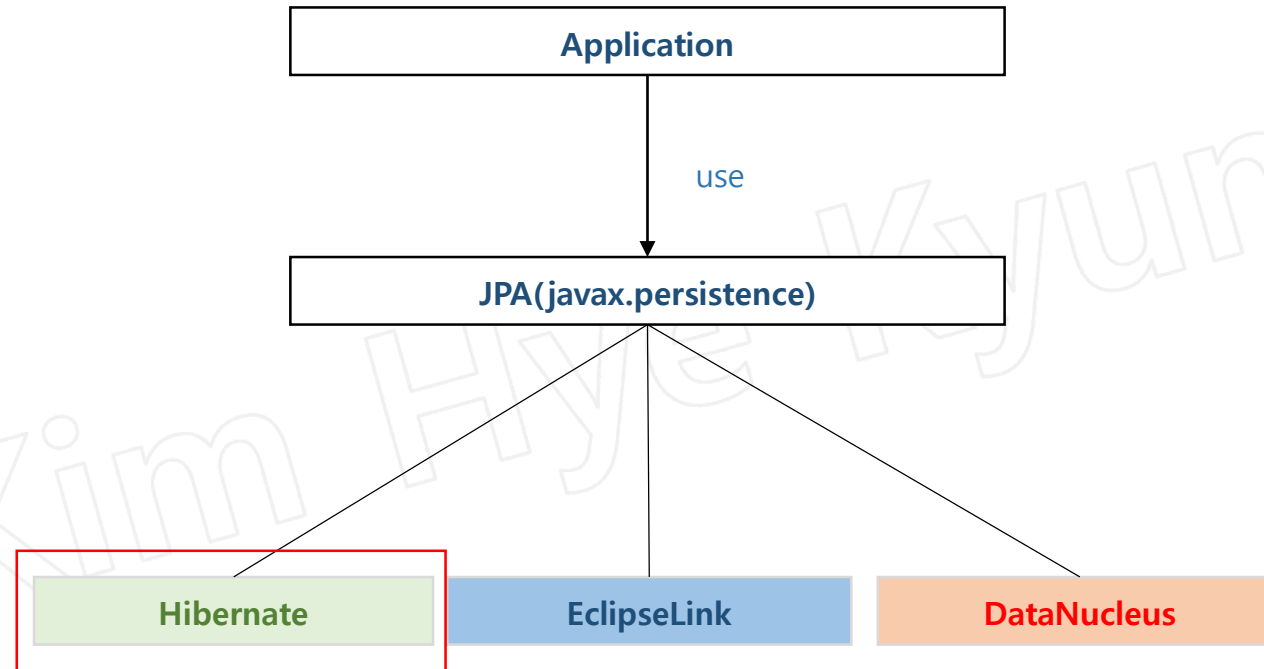 Application
use
JPA(javax.persistence)
Hibernate
EclipseLink
DataNucleus
Kim Hye Kyun